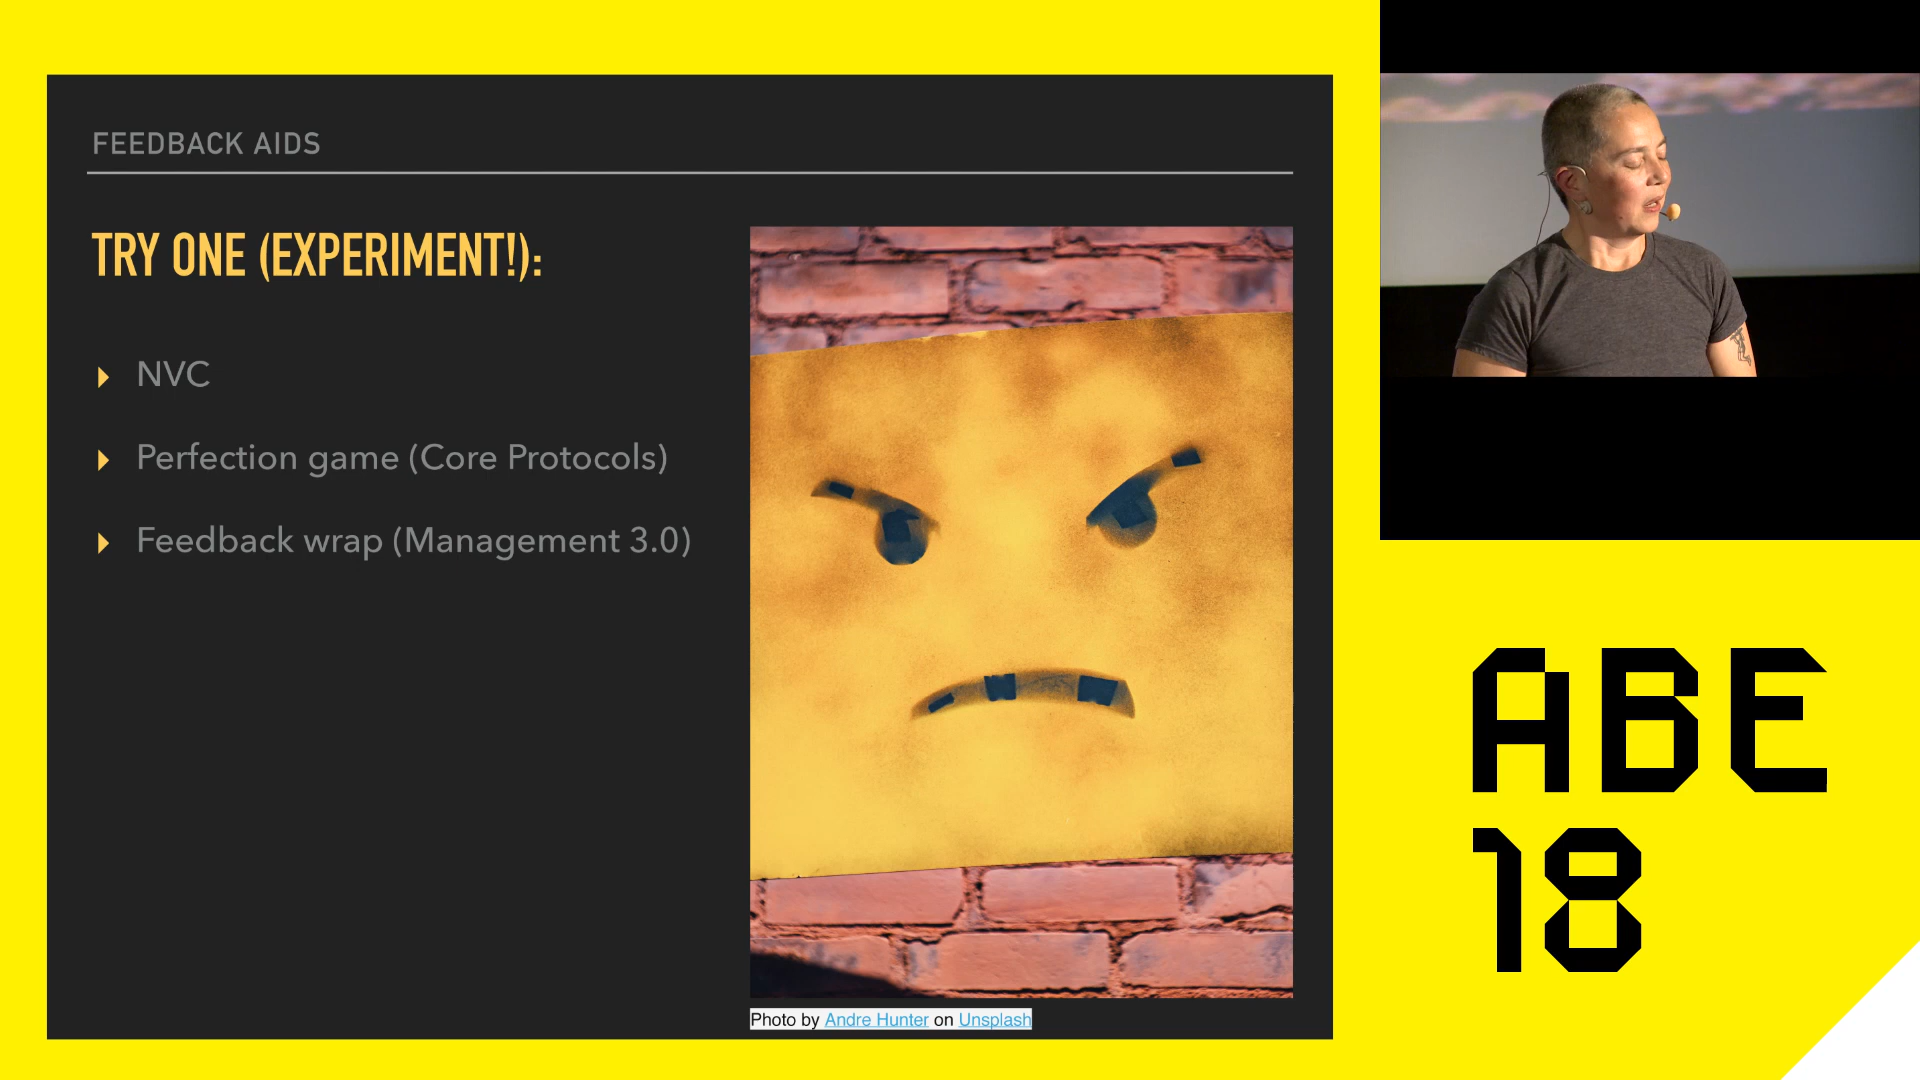 FEEDBACK AIDS
TRY ONE (EXPERIMENT!):
NVC
Perfection game (Core Protocols)
Feedback wrap (Management 3.0)
Photo by Andre Hunter on Unsplash
ABE
18